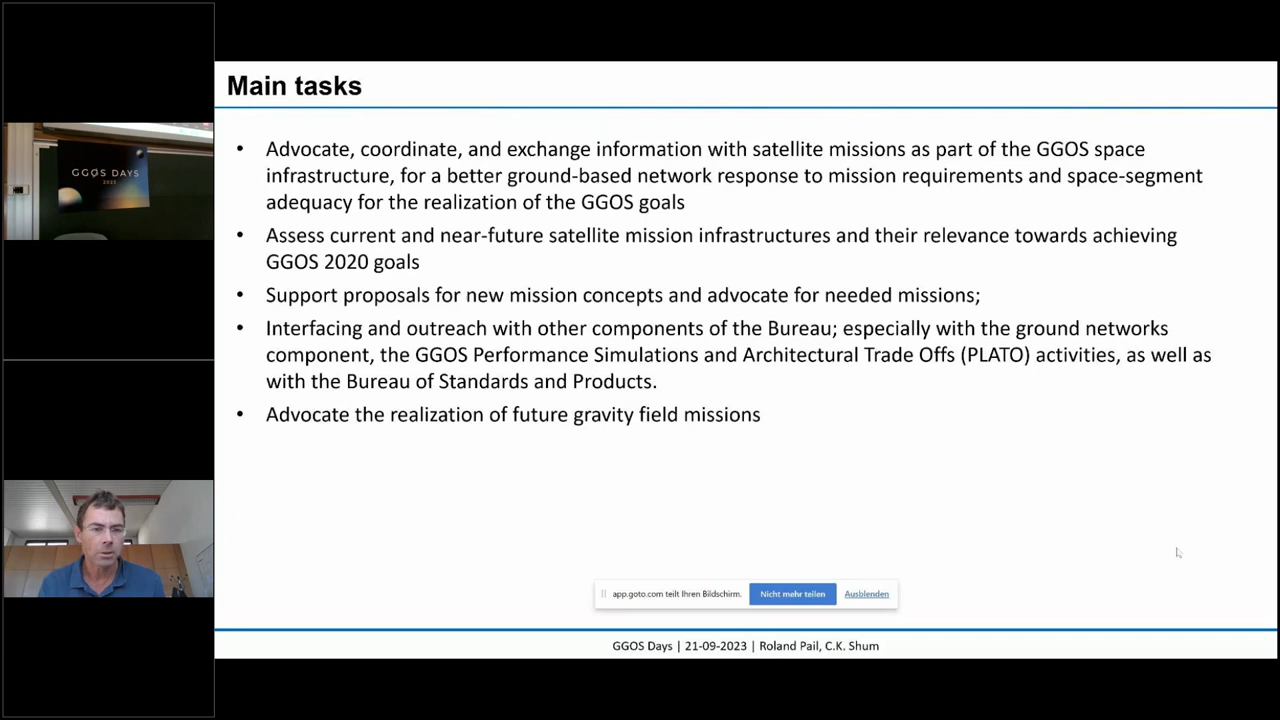 Main tasks
GGOS DAYS
2023
• Advocate, coordinate, and exchange information with satellite missions as part of the GGOS space
infrastructure, for a better ground-based network response to mission requirements and space-segment
adequacy for the realization of the GGOS goals
• Assess current and near-future satellite mission infrastructures and their relevance towards achieving
GGOS 2020 goals
• Support proposals for new mission concepts and advocate for needed missions;
• Interfacing and outreach with other components of the Bureau; especially with the ground networks
component, the GGOS Performance Simulations and Architectural Trade Offs (PLATO) activities, as well as
with the Bureau of Standards and Products.
• Advocate the realization of future gravity field missions
app.goto.com teilt Ihren Bildschirm. Nicht mehr teilen Ausblenden
GGOS Days | 21-09-2023 | Roland Pail, C.K. Shum